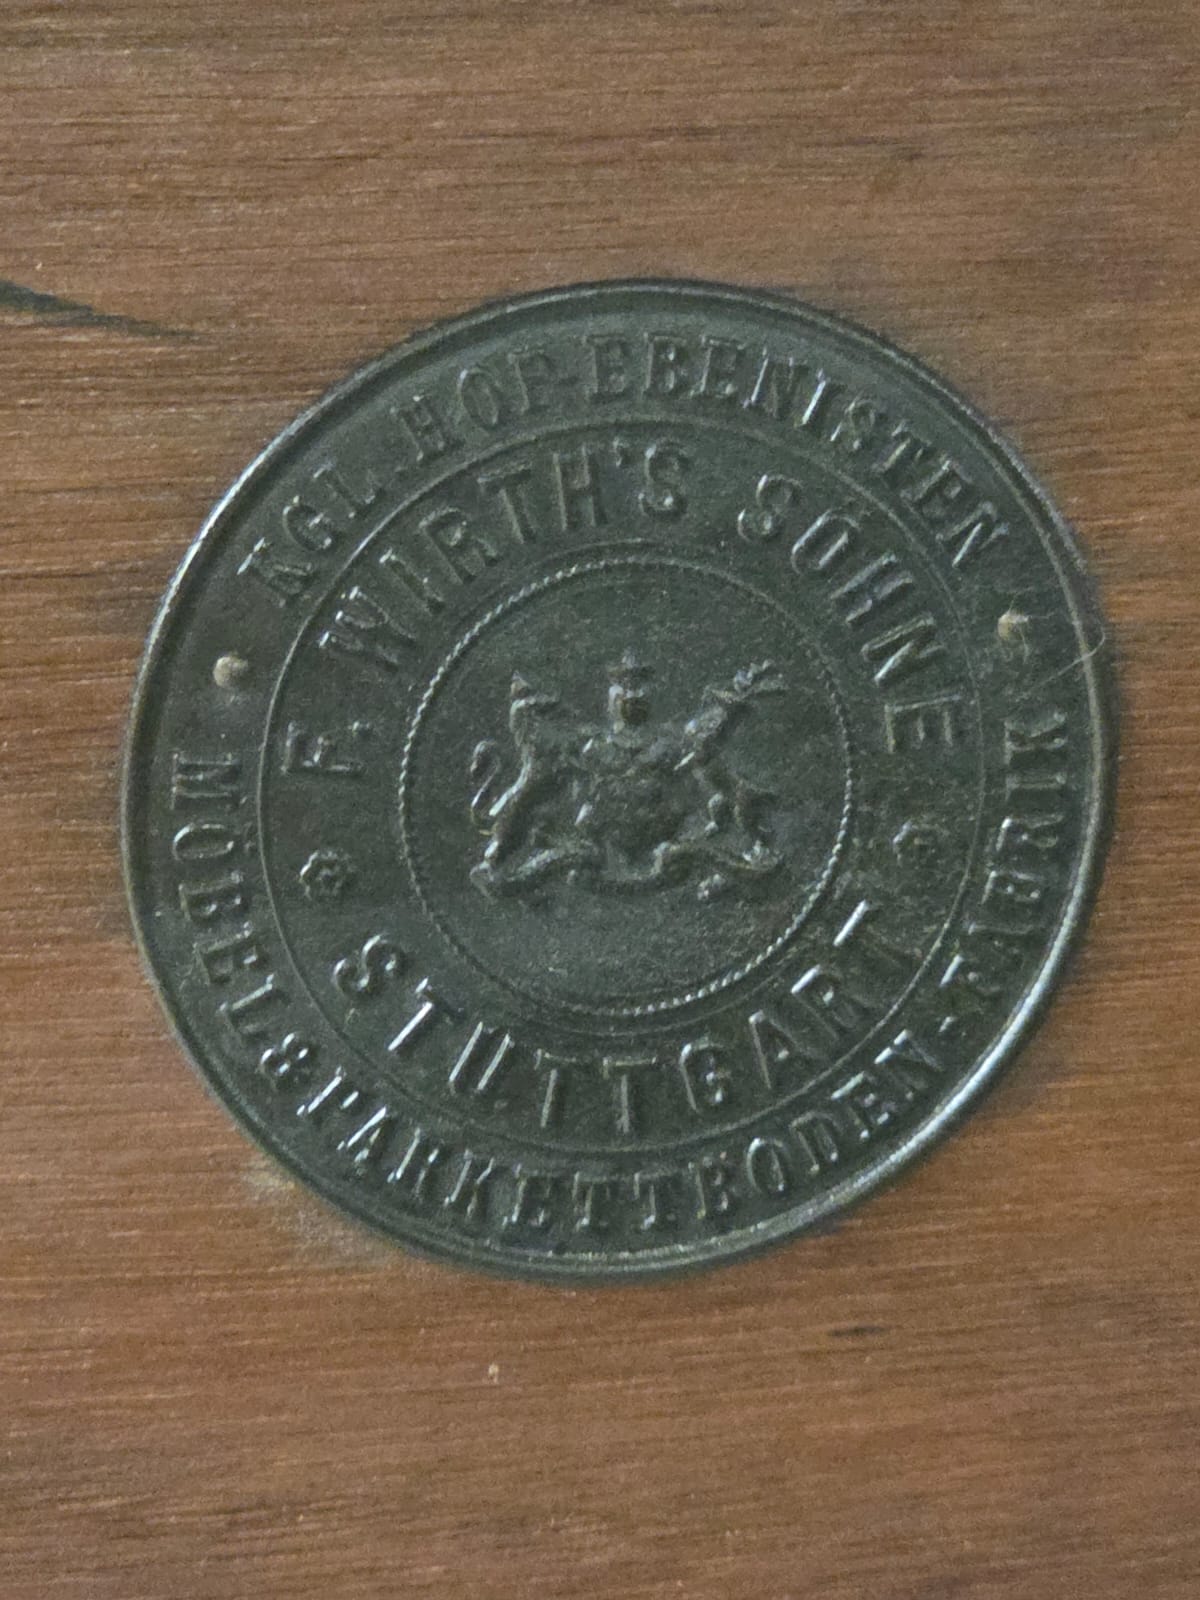 KGL. HOF-EBENISTEN
F. WIRTH'S SÖHNE
STUTTGART
MÖBEL & PARKETTBODEN-FABRIK